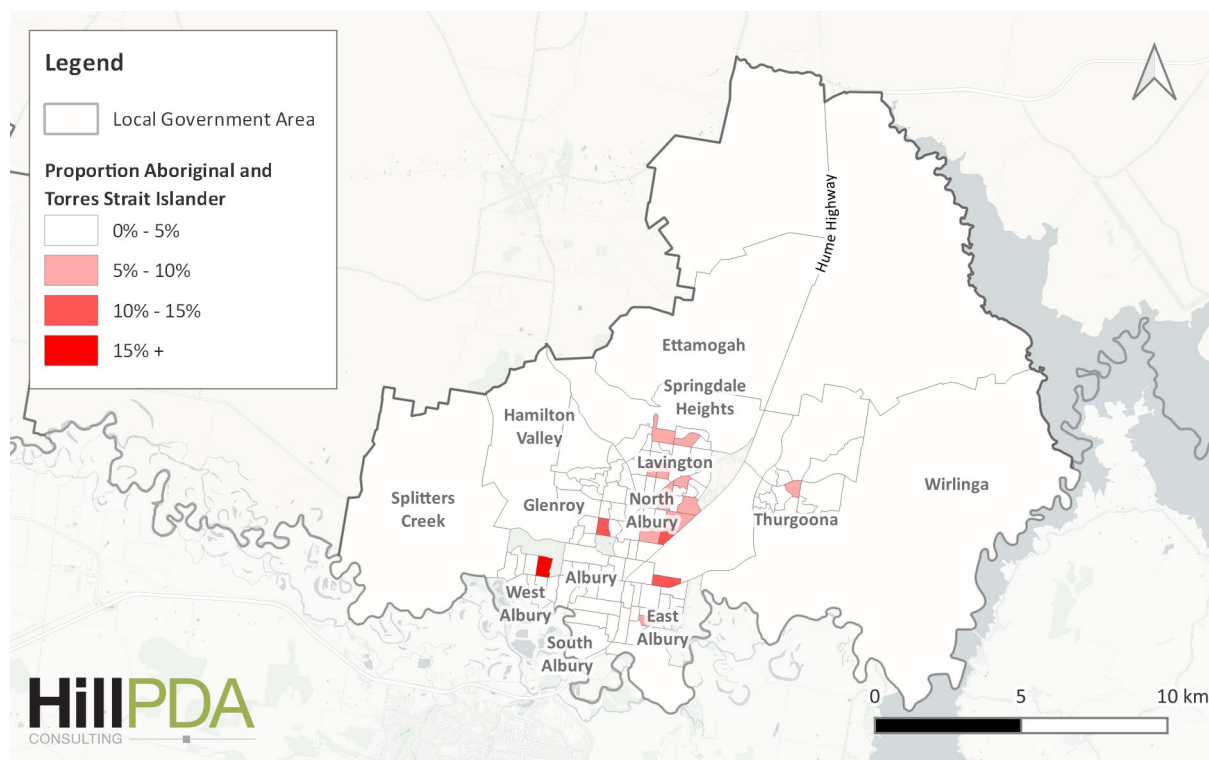 Legend
Local Government Area
Proportion Aboriginal and
Torres Strait Islander
0% - 5%
5% - 10%
10% - 15%
15% +
Hume Highway
Ettamogah
Springdale
Heights
Hamilton
Valley
Lavington
Splitters
Creek
Glenroy
North
Albury
Thurgoona
Wirlinga
Albury
West
Albury
East
Albury
South
Albury
HillPDA
CONSULTING
0 5 10 km